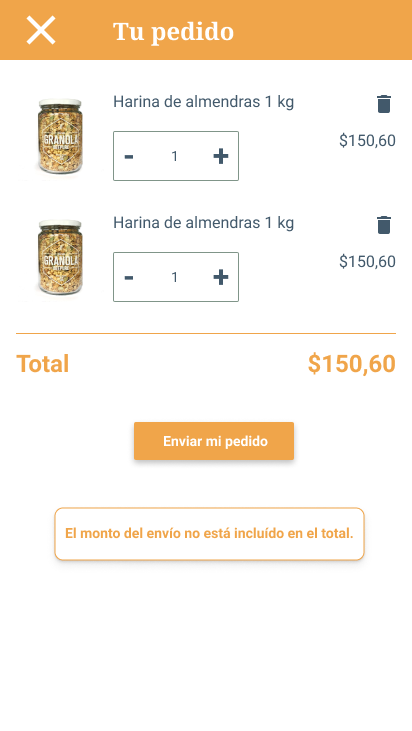 Tu pedido
Harina de almendras 1 kg
$150,60
GRANOLA
- 1 +
Harina de almendras 1 kg
$150,60
GRANOLA
- 1 +
Total $150,60
Enviar mi pedido
El monto del envío no está incluído en el total.